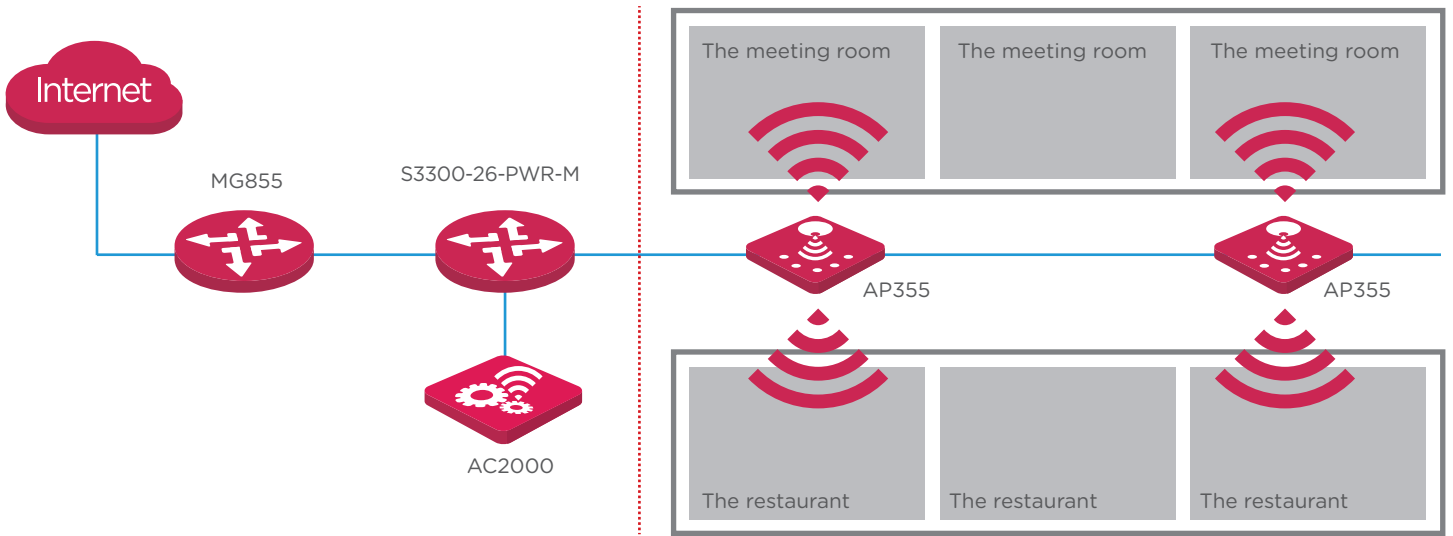 Internet
MG855
S3300-26-PWR-M
AC2000
The meeting room
The meeting room
The meeting room
AP355
AP355
The restaurant
The restaurant
The restaurant